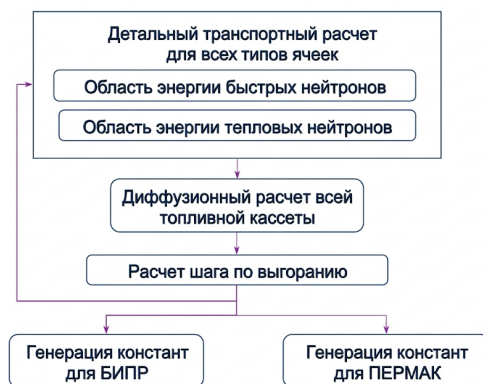 Детальный транспортный расчет
для всех типов ячеек
Область энергии быстрых нейтронов
Область энергии тепловых нейтронов
Диффузионный расчет всей
топливной кассеты
Расчет шага по выгоранию
Генерация констант
для БИПР
Генерация констант
для ПЕРМАК